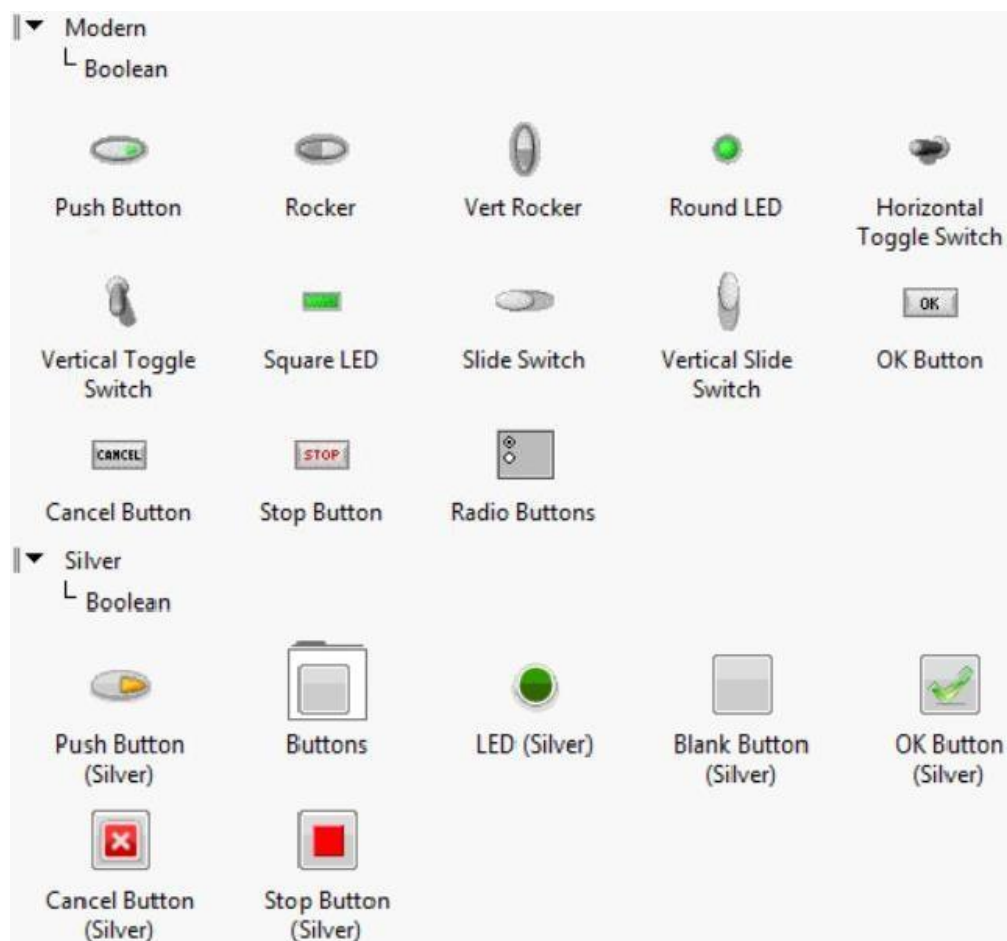 Modern
Boolean
Push Button
Rocker
Vert Rocker
Round LED
Horizontal
Toggle Switch
Vertical Toggle
Switch
Square LED
Slide Switch
Vertical Slide
Switch
OK
OK Button
CANCEL
Cancel Button
STOP
Stop Button
Radio Buttons
Silver
Boolean
Push Button
(Silver)
Buttons
LED (Silver)
Blank Button
(Silver)
OK Button
(Silver)
Cancel Button
(Silver)
Stop Button
(Silver)